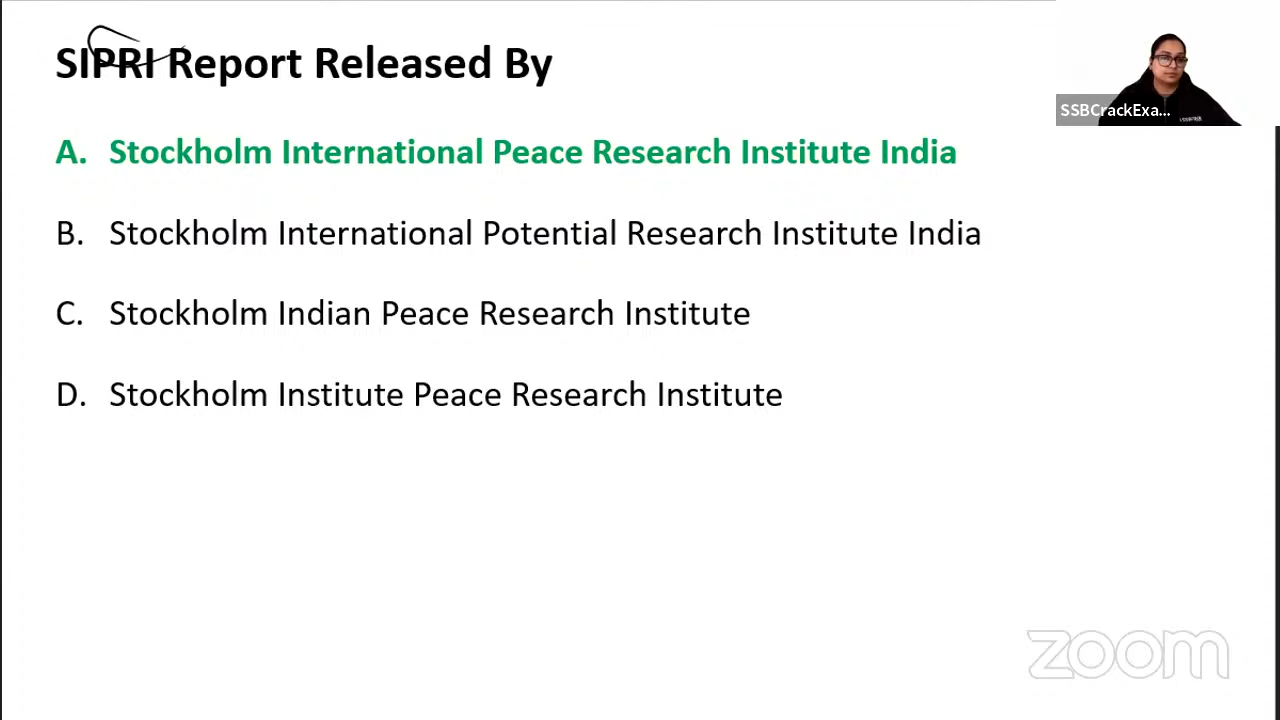 SIPRI Report Released By
SSBCrackExa...
A. Stockholm International Peace Research Institute India
B. Stockholm International Potential Research Institute India
C. Stockholm Indian Peace Research Institute
D. Stockholm Institute Peace Research Institute
zoom